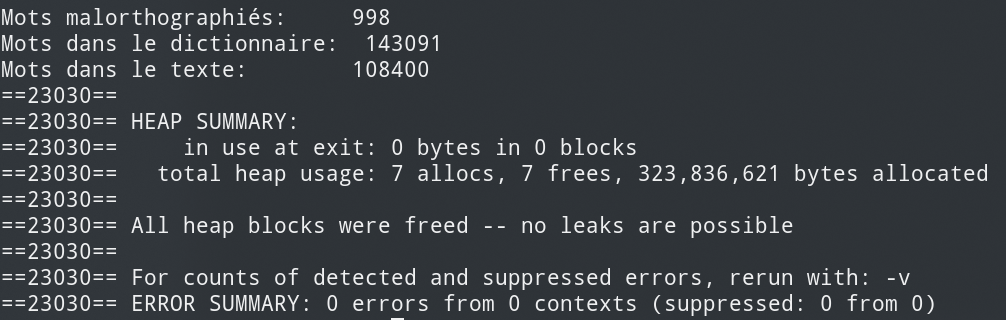 Mots malorthographiés:     998
Mots dans le dictionnaire:  143091
Mots dans le texte:        108400
==23030==
==23030== HEAP SUMMARY:
==23030==     in use at exit: 0 bytes in 0 blocks
==23030==   total heap usage: 7 allocs, 7 frees, 323,836,621 bytes allocated
==23030==
==23030== All heap blocks were freed -- no leaks are possible
==23030==
==23030== For counts of detected and suppressed errors, rerun with: -v
==23030== ERROR SUMMARY: 0 errors from 0 contexts (suppressed: 0 from 0)